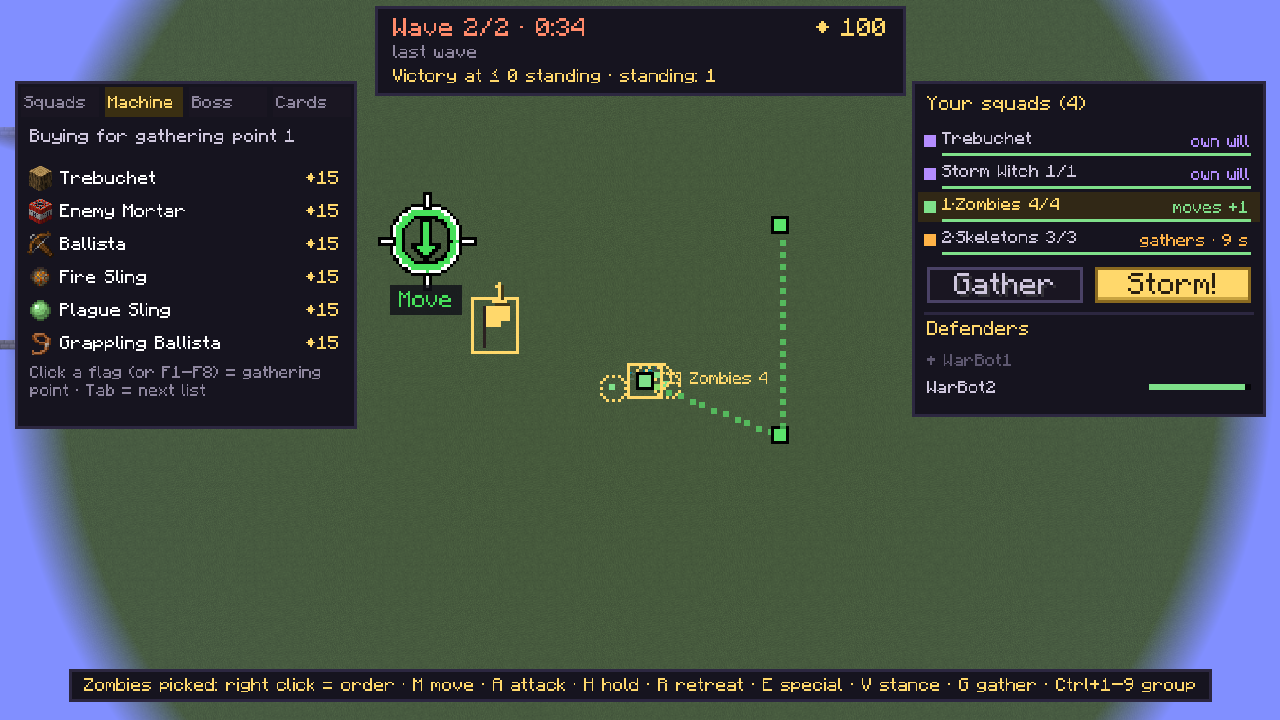 Wave 2/2 · 0:34
100
last wave
Victory at ≤ 0 standing · standing: 1
Squads Machine Boss Cards
Buying for gathering point 1
Trebuchet +15
Enemy Mortar +15
Ballista +15
Fire Sling +15
Plague Sling +15
Grappling Ballista +15
Click a flag (or F1–F8) = gathering
point · Tab = next list
Move
1
Zombies 4
Your squads (4)
Trebuchet own will
Storm Witch 1/1 own will
1·Zombies 4/4 moves +1
2·Skeletons 3/3 gathers · 9 s
Gather Storm!
Defenders
+ WarBot1
WarBot2
Zombies picked: right click = order · M move · A attack · H hold · R retreat · E special · V stance · G gather · Ctrl+1–9 group